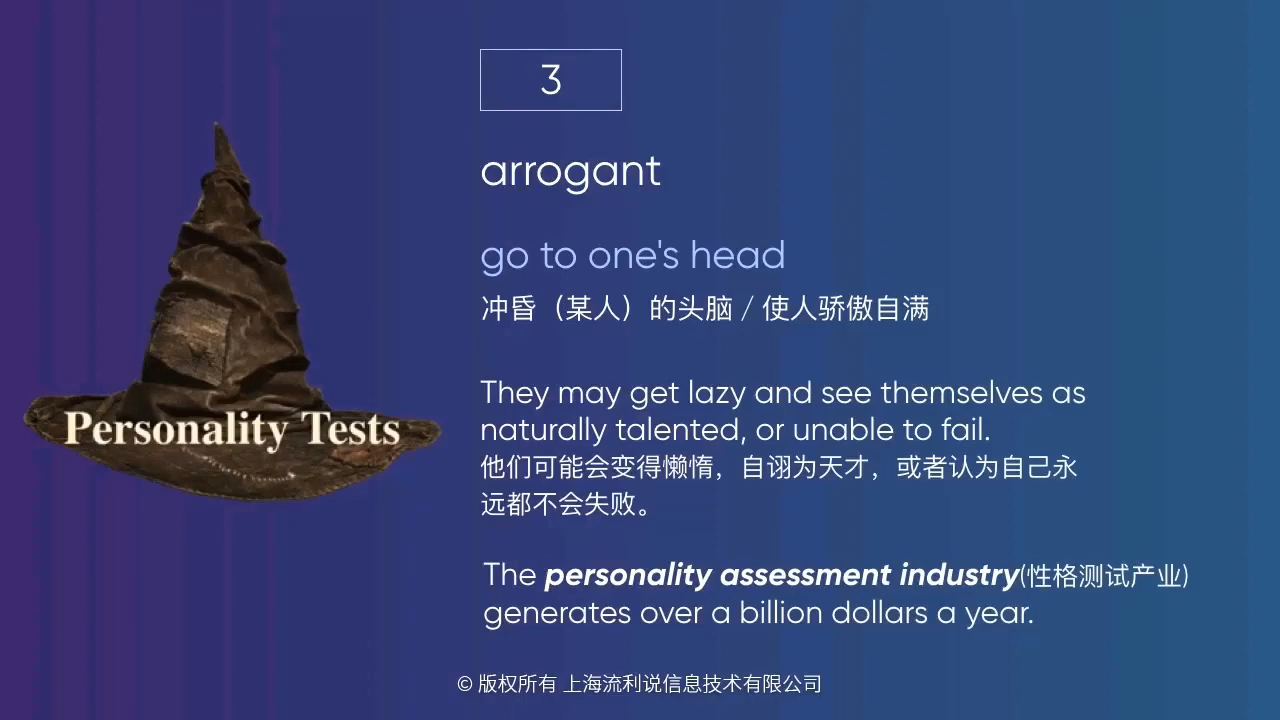 3
arrogant
go to one's head
冲昏（某人）的头脑 / 使人骄傲自满
They may get lazy and see themselves as
naturally talented, or unable to fail.
他们可能会变得懒惰，自诩为天才，或者认为自己永
远都不会失败。
Personality Tests
The personality assessment industry(性格测试产业)
generates over a billion dollars a year.
© 版权所有 上海流利说信息技术有限公司